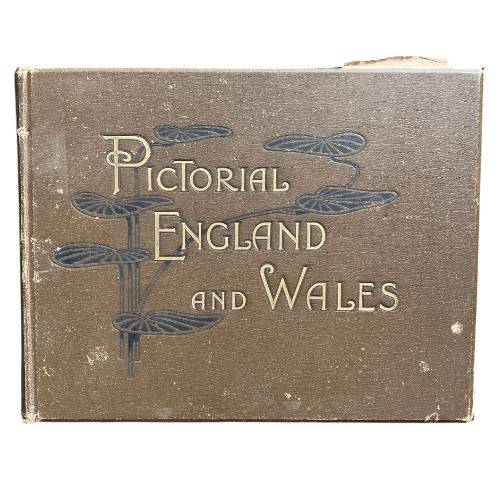 Pictorial
England
and Wales